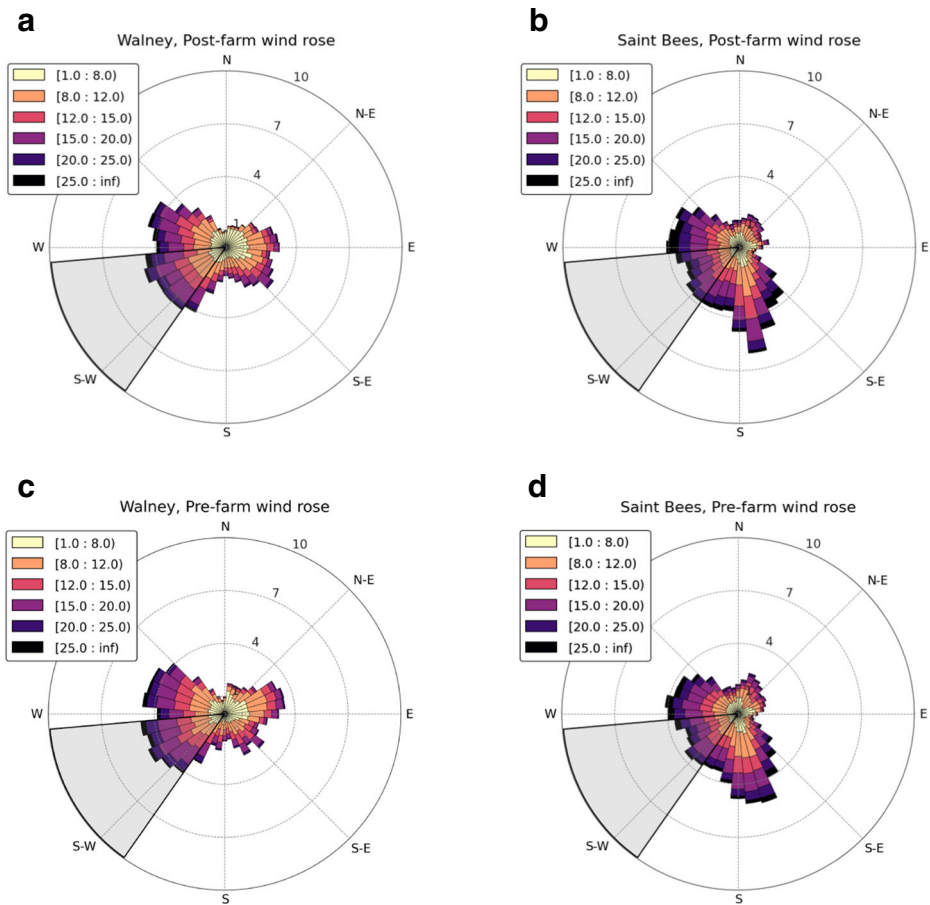 a
Walney, Post-farm wind rose
N
10
[1.0 : 8.0)
[8.0 : 12.0)
[12.0 : 15.0)
[15.0 : 20.0)
[20.0 : 25.0)
[25.0 : inf)
N-E
7
4
1
W
E
S-W
S-E
S
b
Saint Bees, Post-farm wind rose
N
10
[1.0 : 8.0)
[8.0 : 12.0)
[12.0 : 15.0)
[15.0 : 20.0)
[20.0 : 25.0)
[25.0 : inf)
N-E
7
4
W
E
S-W
S-E
S
c
Walney, Pre-farm wind rose
N
10
[1.0 : 8.0)
[8.0 : 12.0)
[12.0 : 15.0)
[15.0 : 20.0)
[20.0 : 25.0)
[25.0 : inf)
N-E
7
4
W
E
S-W
S-E
S
d
Saint Bees, Pre-farm wind rose
N
10
[1.0 : 8.0)
[8.0 : 12.0)
[12.0 : 15.0)
[15.0 : 20.0)
[20.0 : 25.0)
[25.0 : inf)
N-E
7
4
W
E
S-W
S-E
S